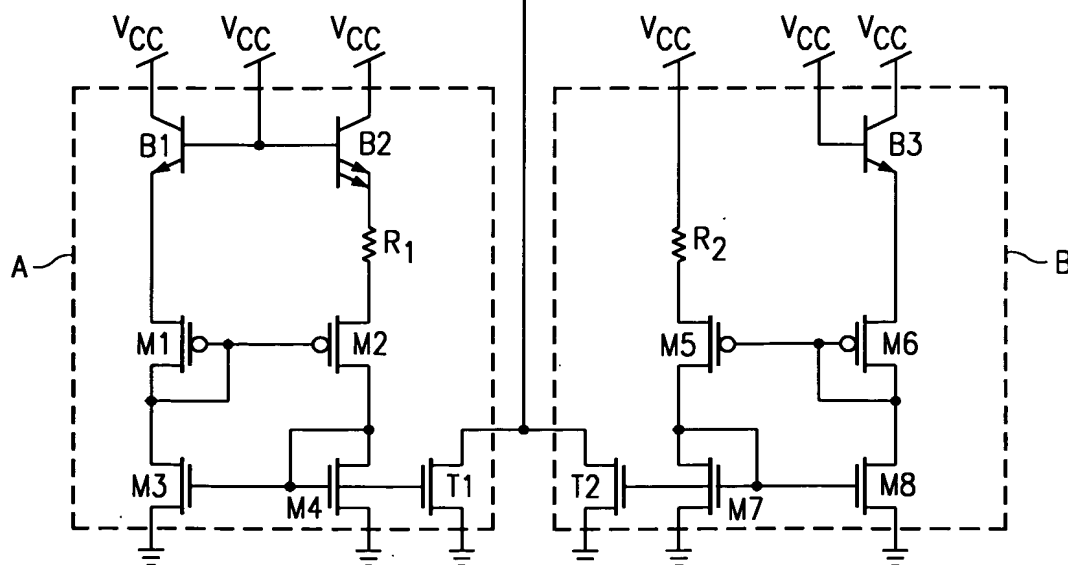 VCC VCC VCC VCC VCC VCC
B1 B2 B3
R1 R2
A B
M1 M2 M5 M6
M3 M4 T1 T2 M7 M8